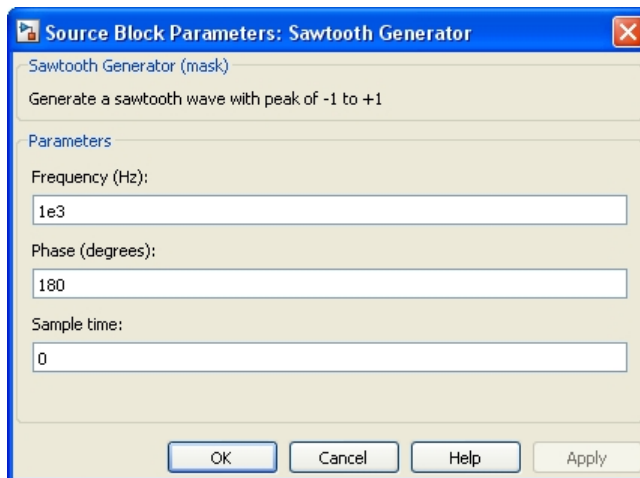 Source Block Parameters: Sawtooth Generator
Sawtooth Generator (mask)
Generate a sawtooth wave with peak of -1 to +1
Parameters
Frequency (Hz):
1e3
Phase (degrees):
180
Sample time:
0
OK Cancel Help Apply